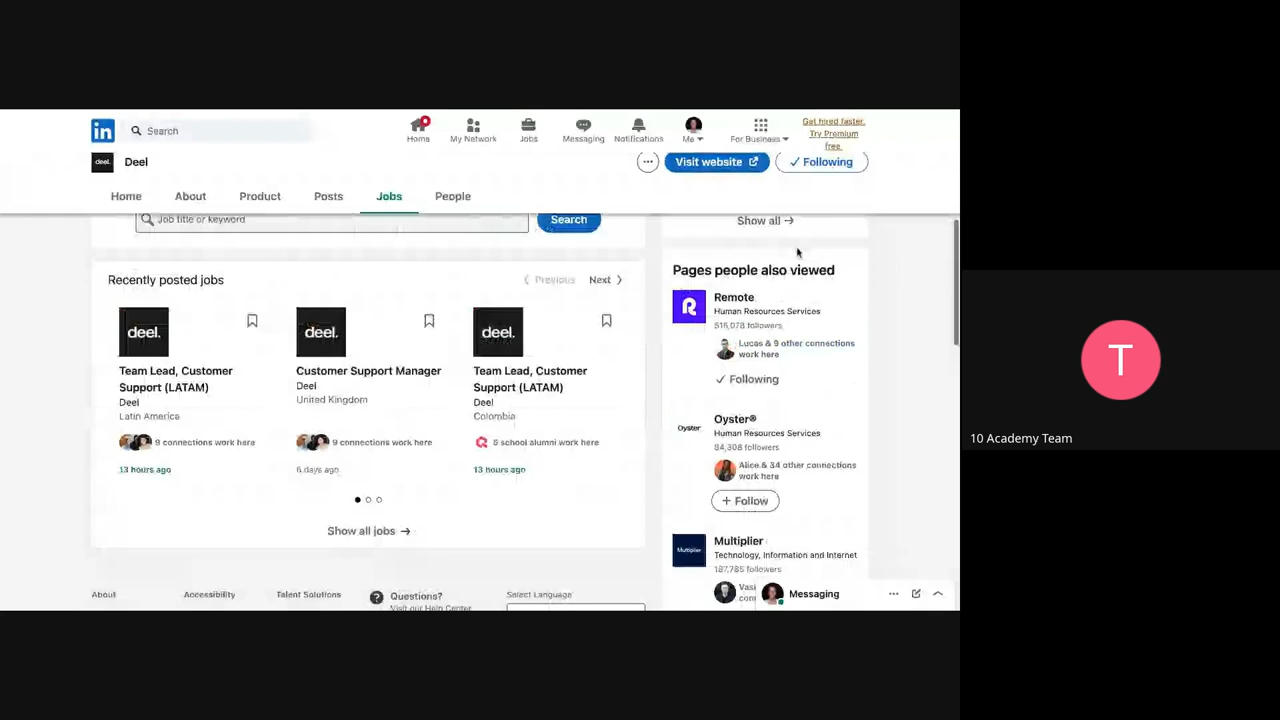 in
Search
Home
My Network
Jobs
Messaging
Notifications
Me
For Business
Get hired faster.
Try Premium
free.
deel.
Deel
...
Visit website
Following
Home
About
Product
Posts
Jobs
People
Job title or keyword
Search
Show all →
Recently posted jobs
Previous
Next
deel.
Team Lead, Customer
Support (LATAM)
Deel
Latin America
9 connections work here
13 hours ago
deel.
Customer Support Manager
Deel
United Kingdom
9 connections work here
6 days ago
deel.
Team Lead, Customer
Support (LATAM)
Deel
Colombia
5 school alumni work here
13 hours ago
Show all jobs →
Pages people also viewed
R
Remote
Human Resources Services
516,078 followers
Lucas & 9 other connections
work here
Following
Oyster
Oyster®
Human Resources Services
84,308 followers
Alice & 34 other connections
work here
+ Follow
Multiplier
Multiplier
Technology, Information and Internet
187,785 followers
Messaging
...
About
Accessibility
Talent Solutions
Questions?
Visit our Help Center
Select Language
T
10 Academy Team